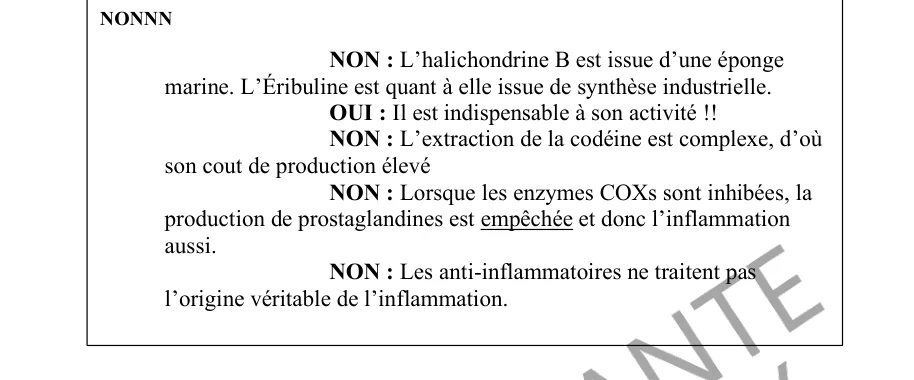 NONNN
NON : L’halichondrine B est issue d’une éponge
marine. L’Éribuline est quant à elle issue de synthèse industrielle.
OUI : Il est indispensable à son activité !!
NON : L’extraction de la codéine est complexe, d’où
son cout de production élevé
NON : Lorsque les enzymes COXs sont inhibées, la
production de prostaglandines est empêchée et donc l’inflammation
aussi.
NON : Les anti-inflammatoires ne traitent pas
l’origine véritable de l’inflammation.